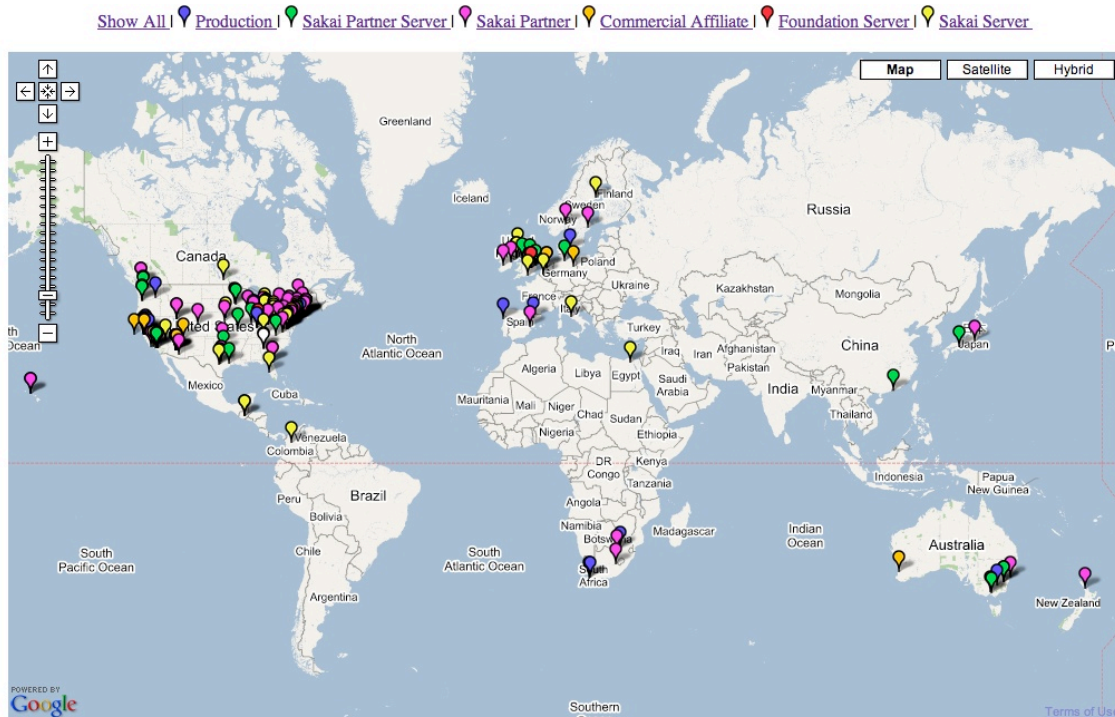 Show All | Production | Sakai Partner Server | Sakai Partner | Commercial Affiliate | Foundation Server | Sakai Server
Map Satellite Hybrid
Greenland
Iceland
Finland
Sweden
Norway
Russia
Canada
Poland
Germany
Ukraine
Kazakhstan
Mongolia
France
Spain
Italy
Turkey
North
Atlantic Ocean
Ocean
China
Japan
Iraq
Iran
Afghanistan
Pakistan
Algeria
Libya
Egypt
Saudi
Arabia
India
Myanmar
Thailand
Mexico
Cuba
Mauritania
Mali
Niger
Chad
Sudan
Nigeria
Ethiopia
Venezuela
Colombia
DR
Congo
Kenya
Tanzania
Indonesia
Papua
New Guinea
Peru
Brazil
Bolivia
Angola
Namibia
Botswana
Madagascar
Indian
Ocean
Australia
Chile
South
Pacific Ocean
South
Atlantic Ocean
South
Africa
Argentina
New Zealand
POWERED BY
Google
Southern
Terms of Use